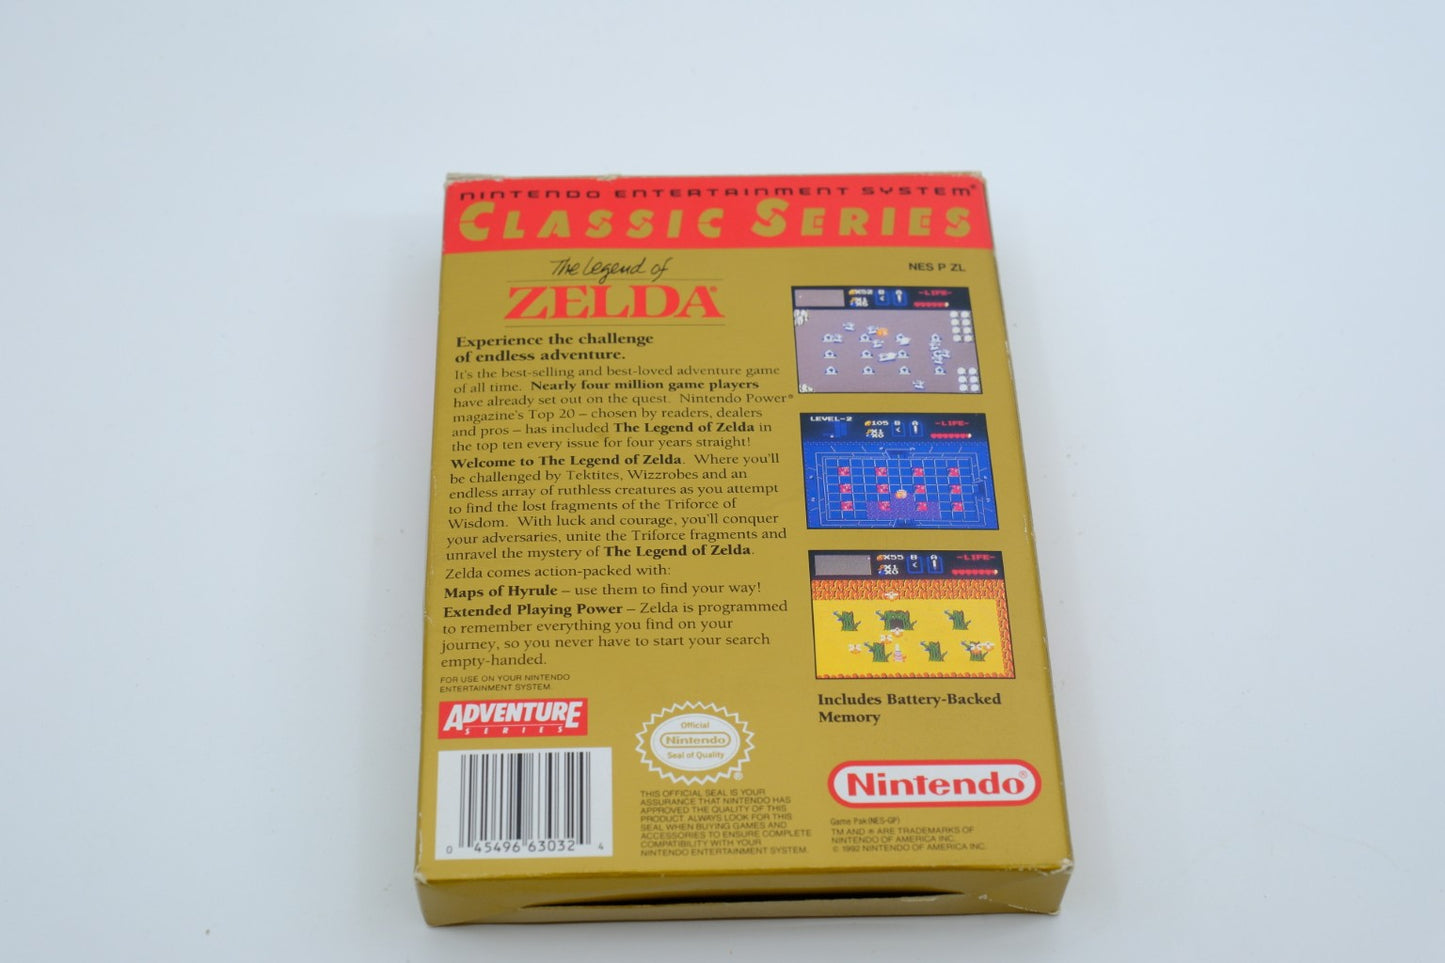 NINTENDO ENTERTAINMENT SYSTEM®
CLASSIC SERIES
The Legend of
ZELDA®
NES P ZL
Experience the challenge
of endless adventure.
It's the best-selling and best-loved adventure game
of all time. Nearly four million game players
have already set out on the quest. Nintendo Power®
magazine's Top 20 – chosen by readers, dealers
and pros – has included The Legend of Zelda in
the top ten every issue for four years straight!
Welcome to The Legend of Zelda. Where you'll
be challenged by Tektites, Wizzrobes and an
endless array of ruthless creatures as you attempt
to find the lost fragments of the Triforce of
Wisdom. With luck and courage, you'll conquer
your adversaries, unite the Triforce fragments and
unravel the mystery of The Legend of Zelda.
Zelda comes action-packed with:
Maps of Hyrule – use them to find your way!
Extended Playing Power – Zelda is programmed
to remember everything you find on your
journey, so you never have to start your search
empty-handed.
FOR USE ON YOUR NINTENDO
ENTERTAINMENT SYSTEM.
ADVENTURE
SERIES
0 45496 63032 4
Official
Nintendo
Seal of Quality
®
THIS OFFICIAL SEAL IS YOUR
ASSURANCE THAT NINTENDO HAS
APPROVED THE QUALITY OF THIS
PRODUCT. ALWAYS LOOK FOR THIS
SEAL WHEN BUYING GAMES AND
ACCESSORIES TO ENSURE COMPLETE
COMPATIBILITY WITH YOUR
NINTENDO ENTERTAINMENT SYSTEM.
X52 B A -LIFE-
X1
X0
LEVEL-2 105 B A -LIFE-
X1
X0
X55 B A -LIFE-
X1
X0
Includes Battery-Backed
Memory
Nintendo®
Game Pak (NES-GP)
TM AND ® ARE TRADEMARKS OF
NINTENDO OF AMERICA INC.
© 1992 NINTENDO OF AMERICA INC.